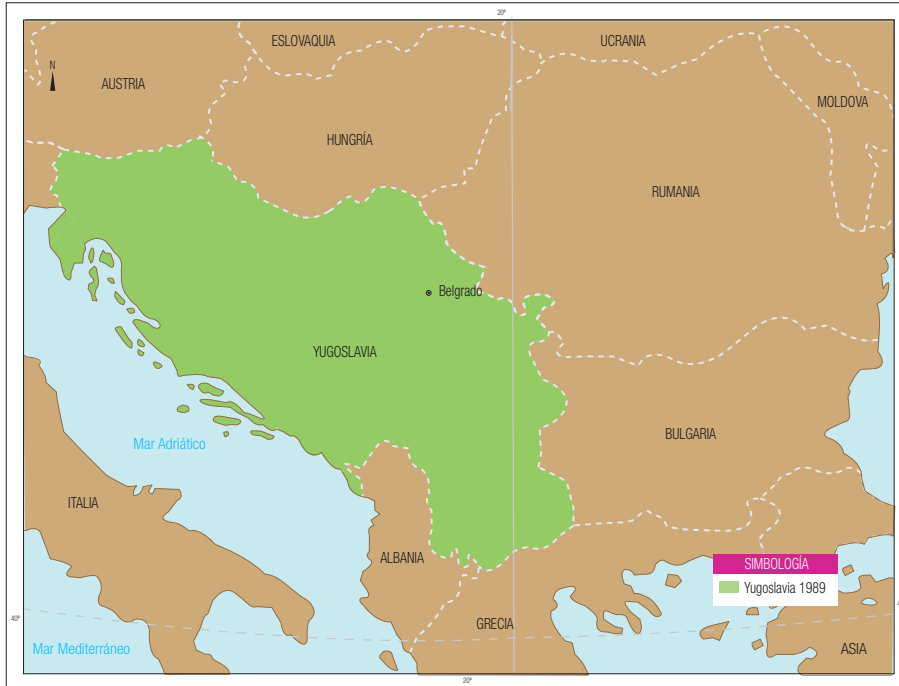 20°
ESLOVAQUIA
UCRANIA
N
AUSTRIA
MOLDOVA
HUNGRÍA
RUMANIA
Belgrado
YUGOSLAVIA
BULGARIA
Mar Adriático
ITALIA
ALBANIA
SIMBOLOGÍA
Yugoslavia 1989
40°
4
GRECIA
Mar Mediterráneo
ASIA
20°